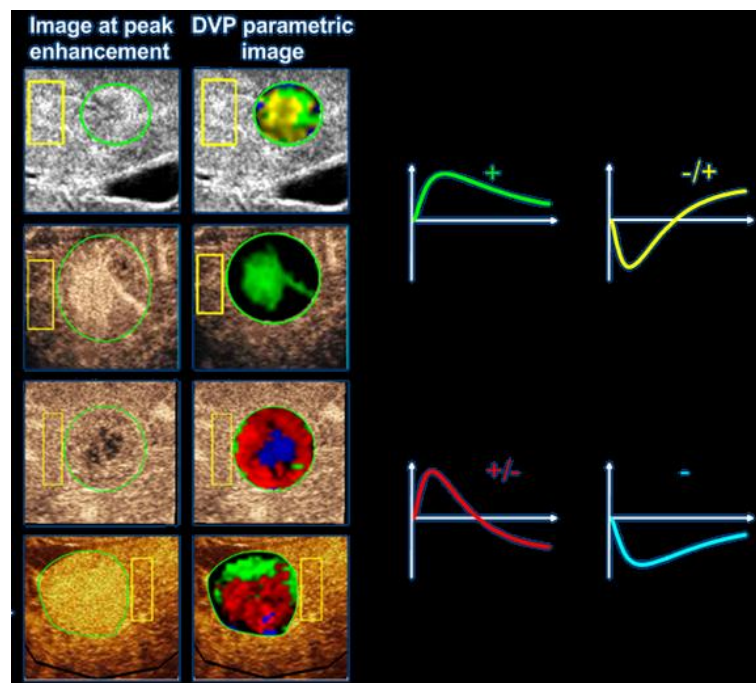 Image at peak
enhancement
DVP parametric
image
+
-/+
+/-
-